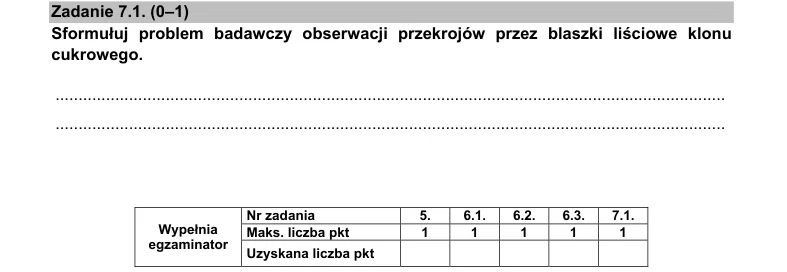 Zadanie 7.1. (0–1)
Sformułuj problem badawczy obserwacji przekrojów przez blaszki liściowe klonu
cukrowego.
....................................................................................................................................................
....................................................................................................................................................
Wypełnia
egzaminator
Nr zadania 5. 6.1. 6.2. 6.3. 7.1.
Maks. liczba pkt 1 1 1 1 1
Uzyskana liczba pkt